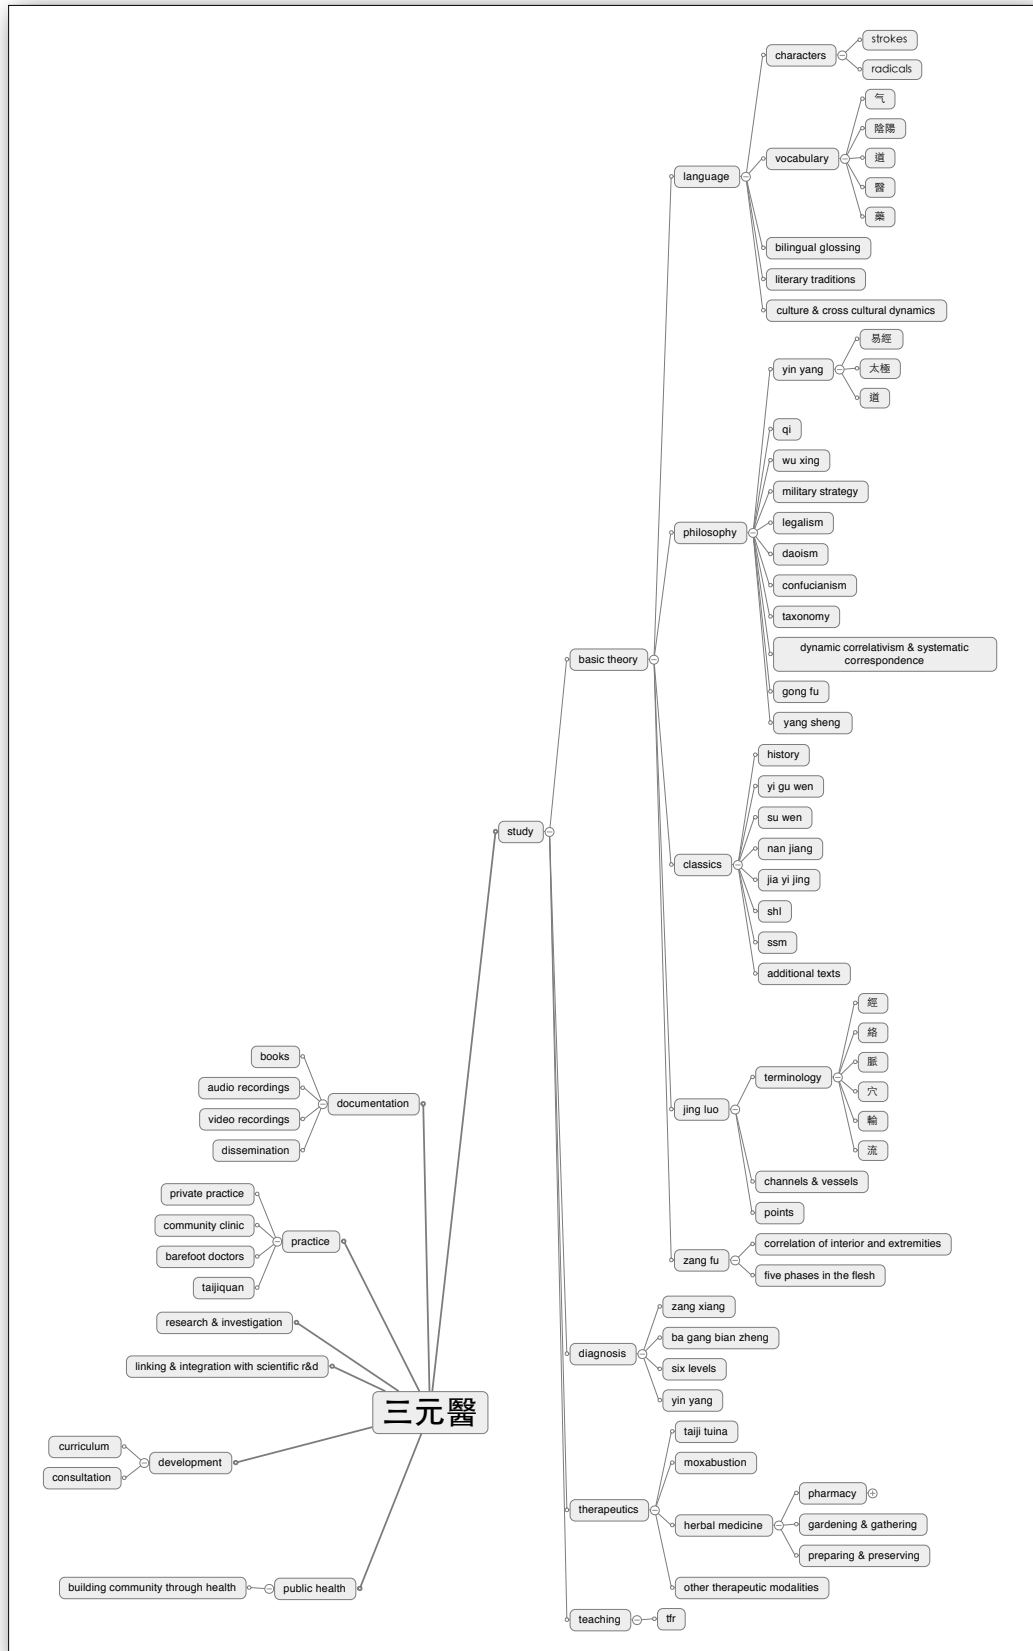 strokes
characters
radicals
气
陰陽
vocabulary
道
language
醫
藥
bilingual glossing
literary traditions
culture & cross cultural dynamics
易經
yin yang
太極
道
qi
wu xing
military strategy
legalism
philosophy
daoism
confucianism
taxonomy
dynamic correlativism & systematic
correspondence
basic theory
gong fu
yang sheng
history
yi gu wen
su wen
study
nan jiang
classics
jia yi jing
shl
ssm
additional texts
經
絡
脈
terminology
穴
jing luo
輸
流
channels & vessels
points
correlation of interior and extremities
zang fu
five phases in the flesh
zang xiang
ba gang bian zheng
diagnosis
six levels
yin yang
taiji tuina
moxabustion
pharmacy
therapeutics
herbal medicine
gardening & gathering
preparing & preserving
other therapeutic modalities
teaching
tfr
books
audio recordings
documentation
video recordings
dissemination
private practice
community clinic
practice
barefoot doctors
taijiquan
research & investigation
linking & integration with scientific r&d
三元醫
curriculum
development
consultation
building community through health
public health